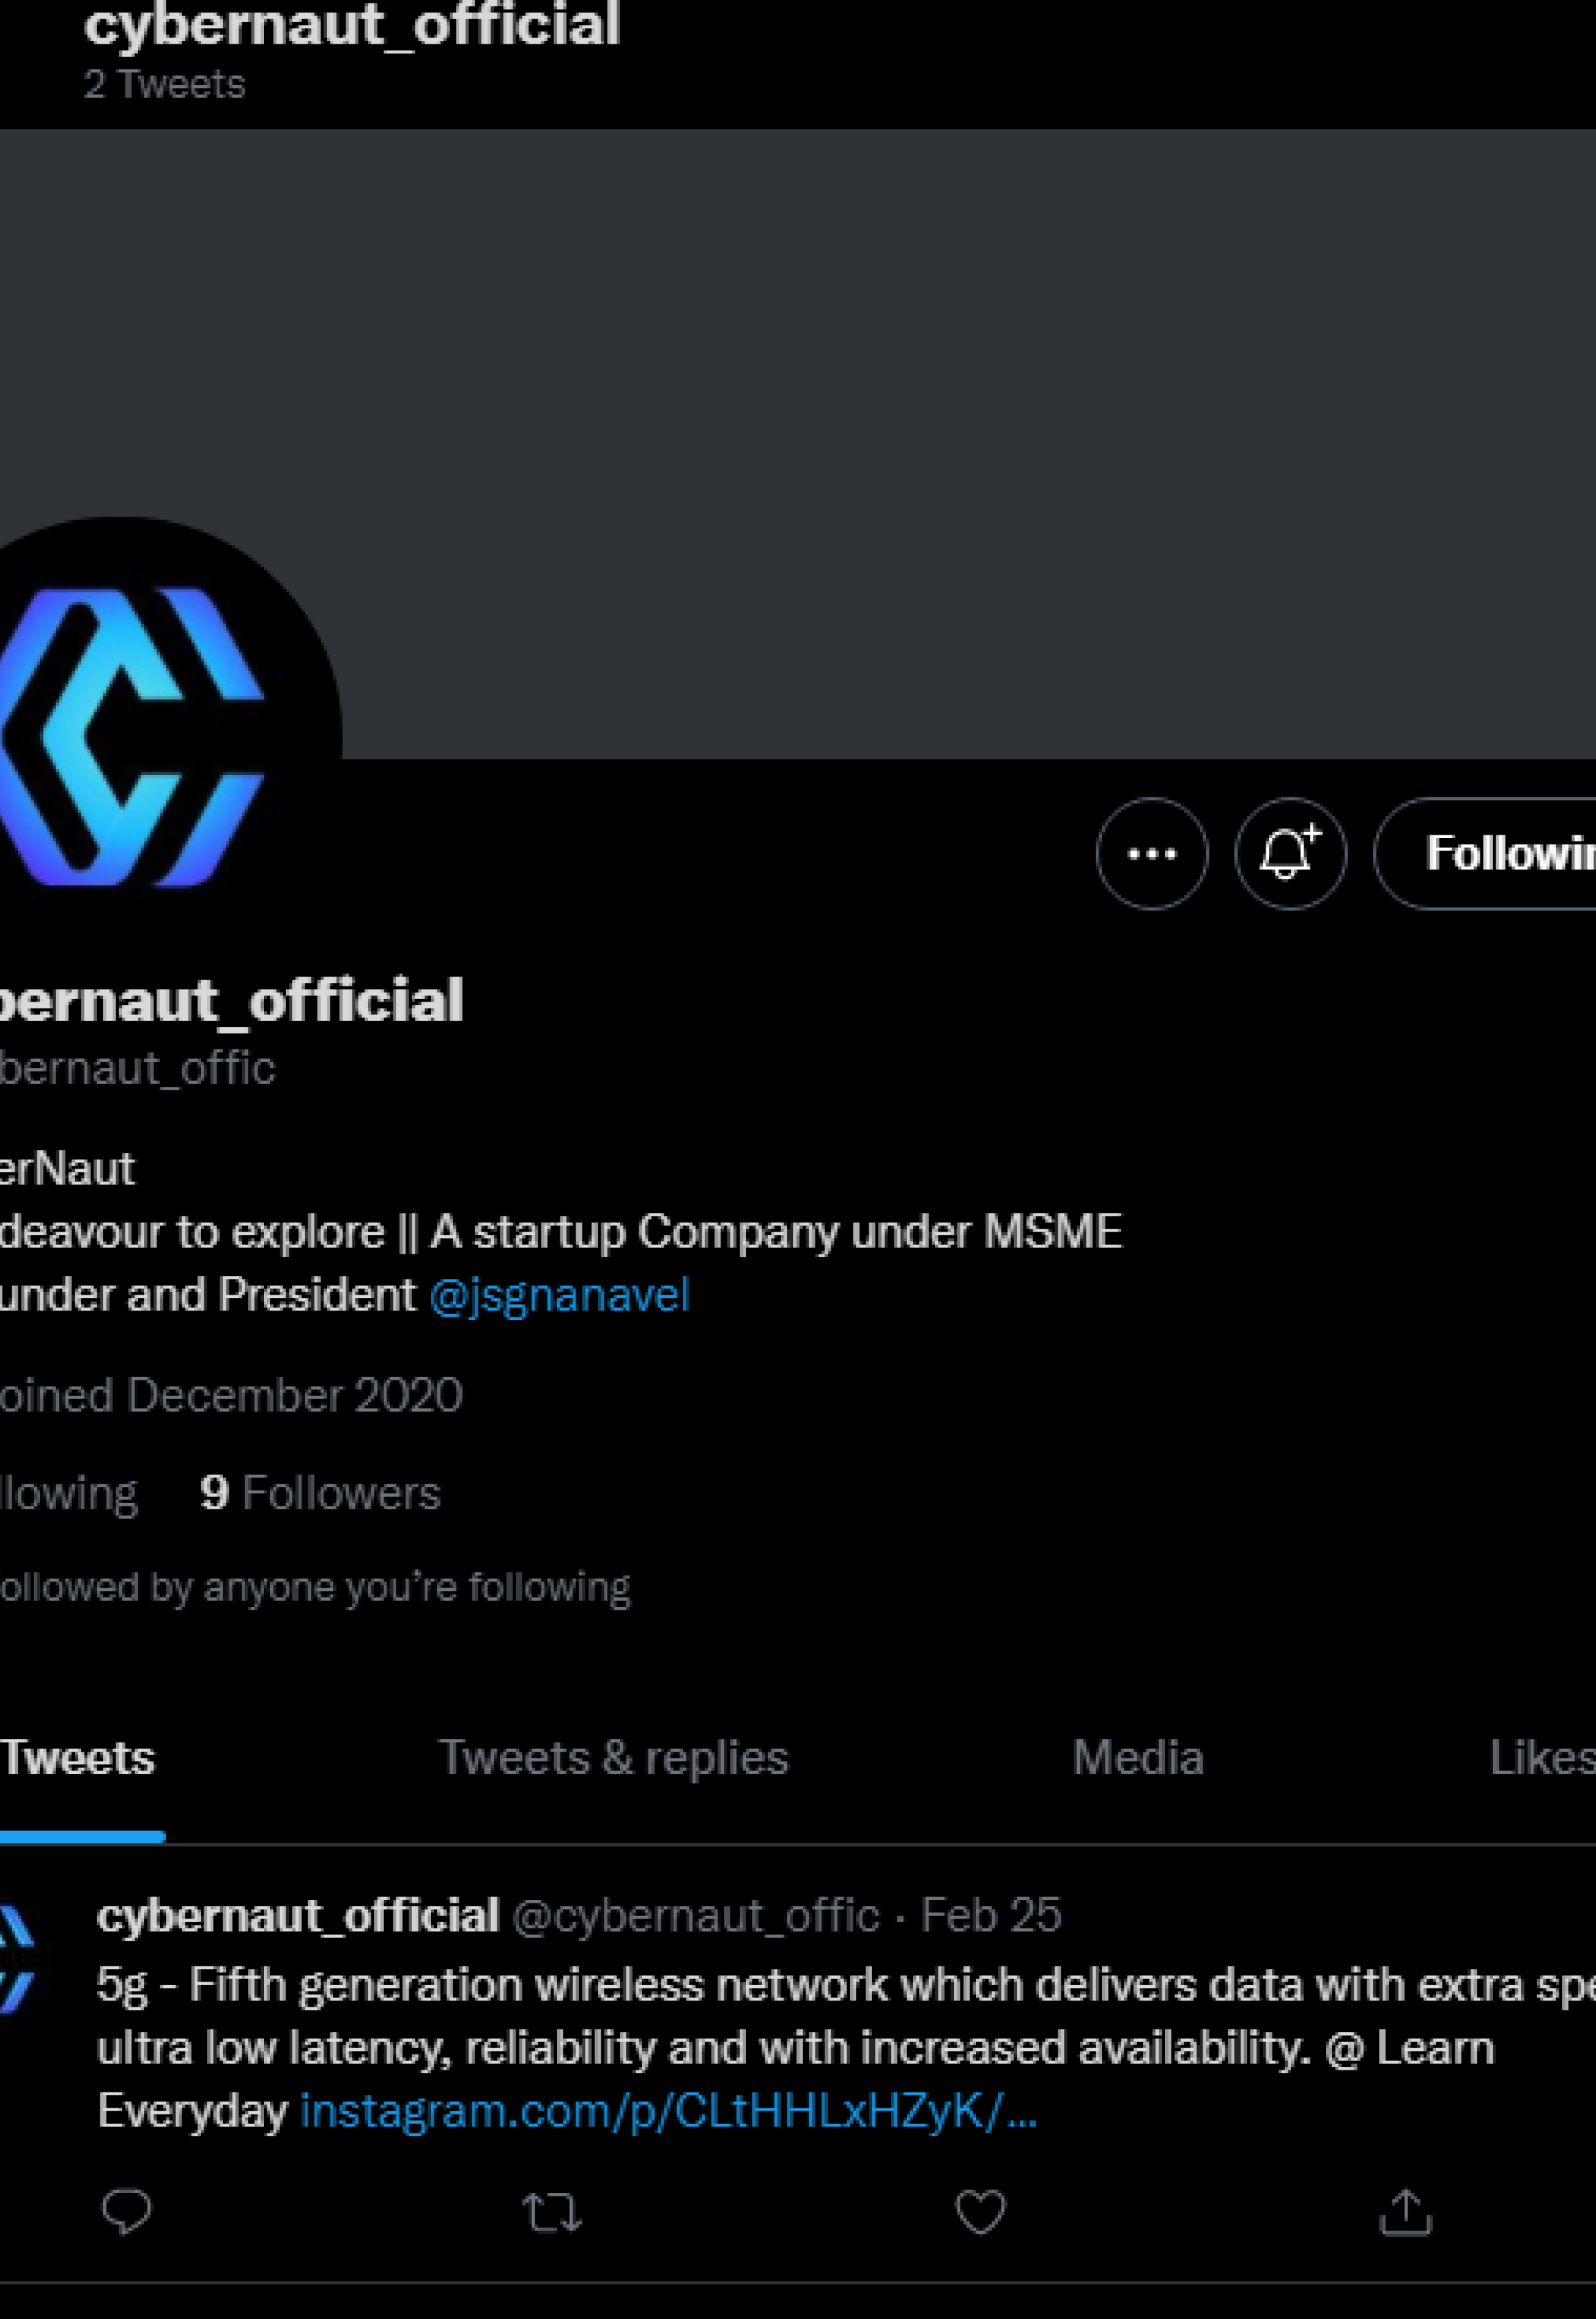 cybernaut_official
2 Tweets
Followin
bernaut_official
bernaut_offic
erNaut
deavour to explore || A startup Company under MSME
under and President @jsgnanavel
oined December 2020
llowing 9 Followers
ollowed by anyone you're following
Tweets Tweets & replies Media Likes
cybernaut_official @cybernaut_offic · Feb 25
5g - Fifth generation wireless network which delivers data with extra spe
ultra low latency, reliability and with increased availability. @ Learn
Everyday instagram.com/p/CLtHHLxHZyK/...